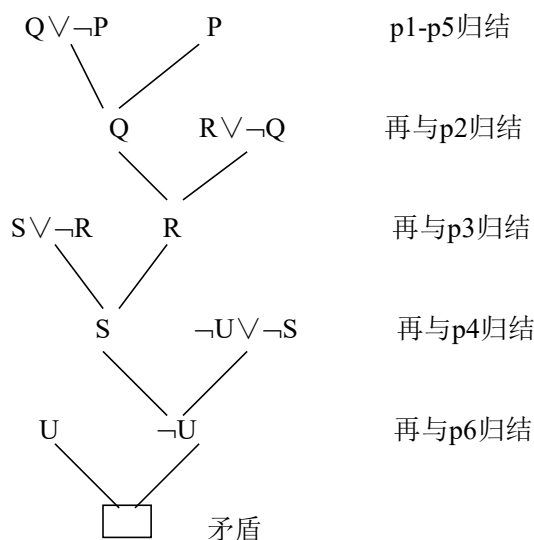 Q∨¬P P p1-p5归结
Q R∨¬Q 再与p2归结
S∨¬R R 再与p3归结
S ¬U∨¬S 再与p4归结
U ¬U 再与p6归结
矛盾